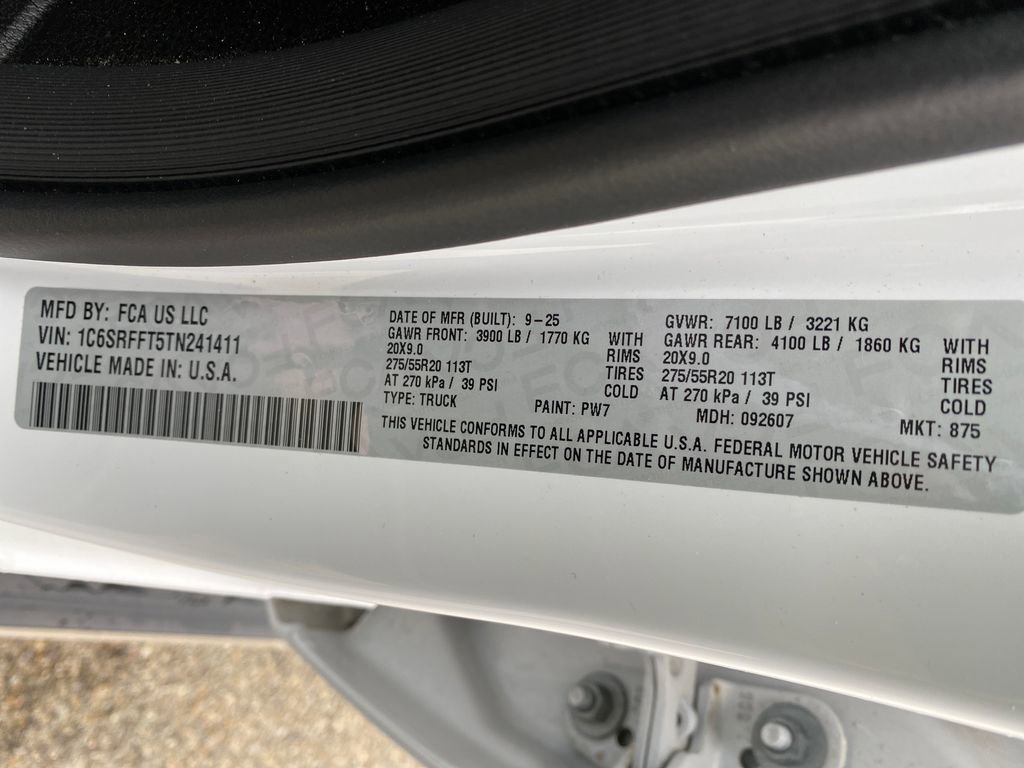 MFD BY: FCA US LLC
VIN: 1C6SRFFT5TN241411
VEHICLE MADE IN: U.S.A.
DATE OF MFR (BUILT): 9-25
GAWR FRONT: 3900 LB / 1770 KG WITH
20X9.0 RIMS
275/55R20 113T TIRES
AT 270 kPa / 39 PSI COLD
TYPE: TRUCK PAINT: PW7
GVWR: 7100 LB / 3221 KG
GAWR REAR: 4100 LB / 1860 KG WITH
20X9.0 RIMS
275/55R20 113T TIRES
AT 270 kPa / 39 PSI COLD
MDH: 092607 MKT: 875
THIS VEHICLE CONFORMS TO ALL APPLICABLE U.S.A. FEDERAL MOTOR VEHICLE SAFETY
STANDARDS IN EFFECT ON THE DATE OF MANUFACTURE SHOWN ABOVE.